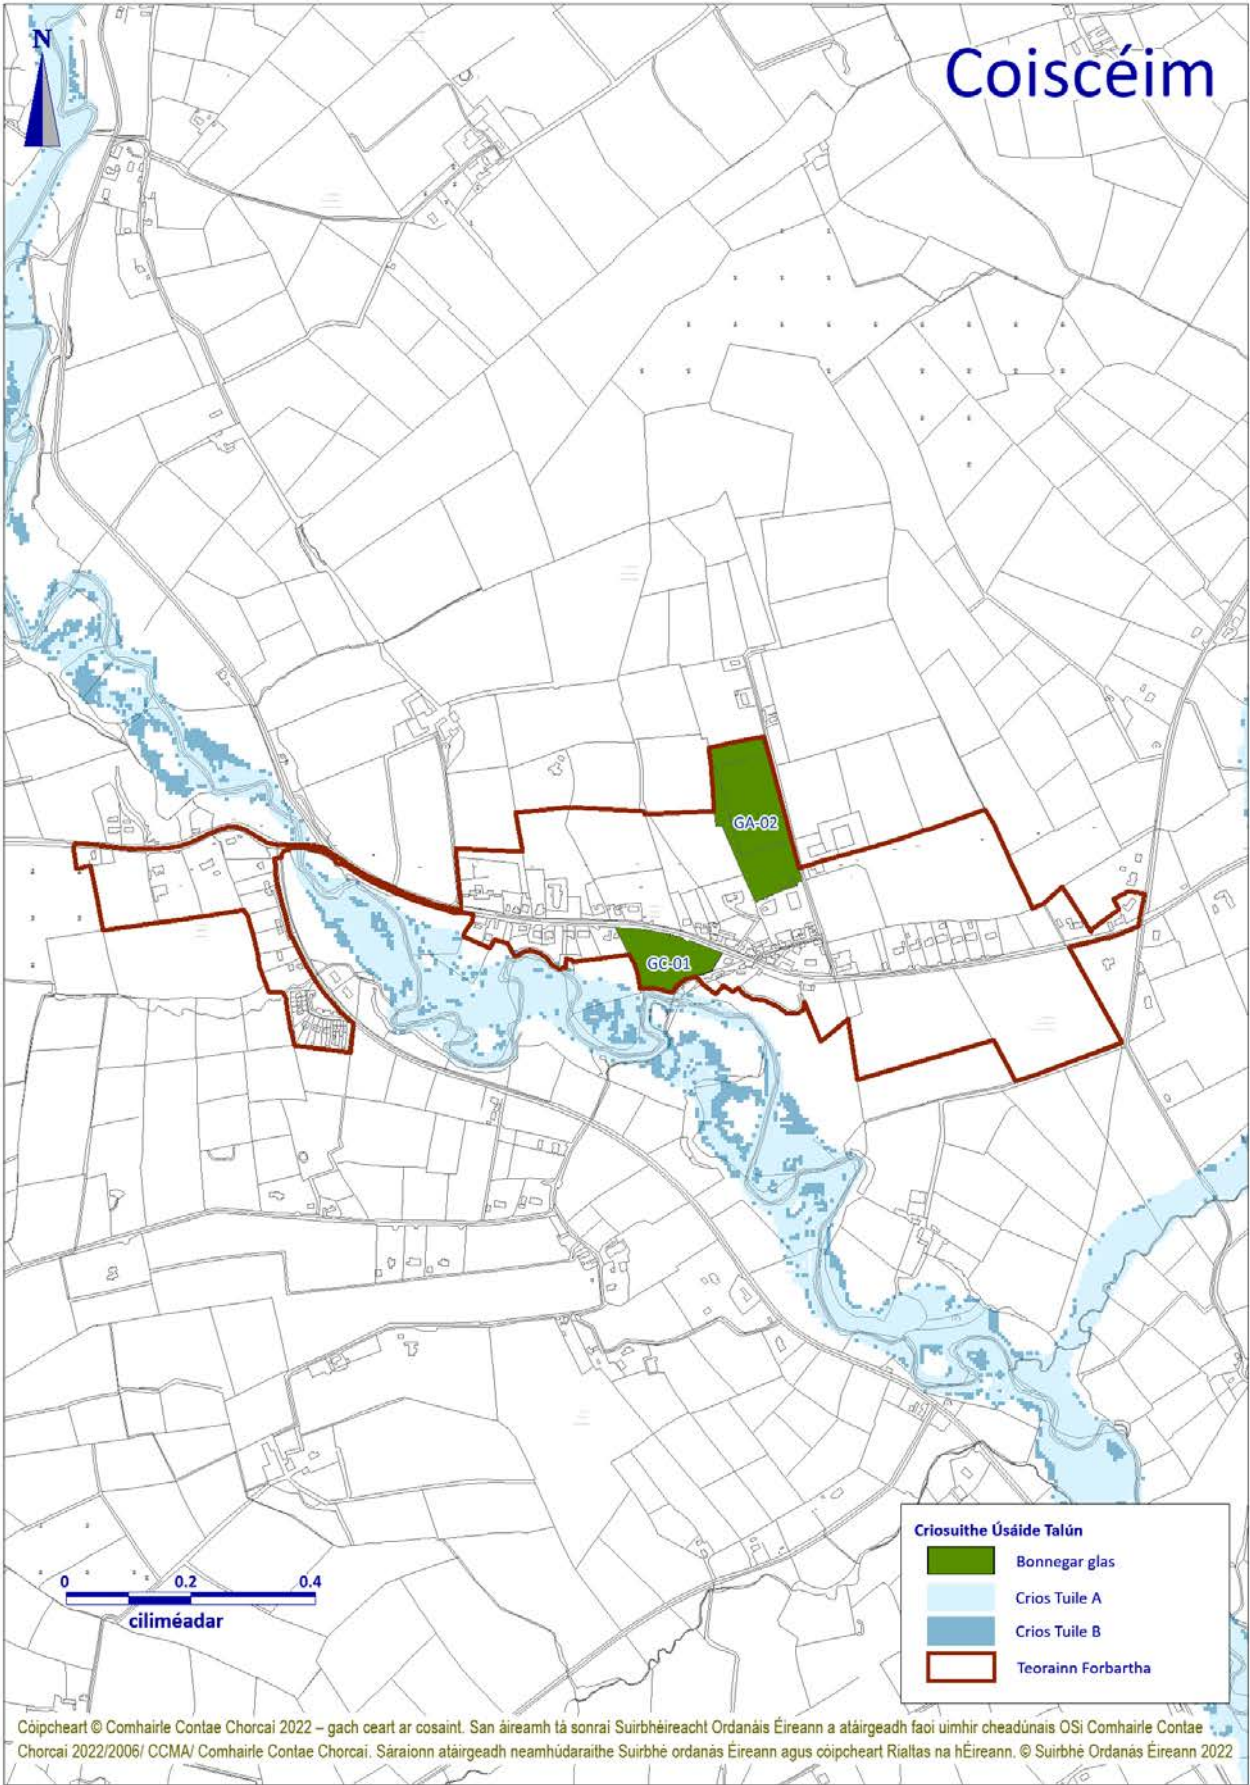 N
Coiscéim
GA-02
GC-01
Criosuithe Úsáide Talún
Bonnegar glas
Crios Tuile A
Crios Tuile B
Teorainn Forbartha
0 0.2 0.4
ciliméadar
Cóipcheart © Comhairle Contae Chorcaí 2022 – gach ceart ar cosaint. San áireamh tá sonraí Suirbhéireacht Ordanáis Éireann a atáirgeadh faoi uimhir cheadúnais OSi Comhairle Contae
Chorcaí 2022/2006/ CCMA/ Comhairle Contae Chorcaí. Sáraíonn atáirgeadh neamhúdaraithe Suirbhé ordanás Éireann agus cóipcheart Rialtas na hÉireann. © Suirbhé Ordanás Éireann 2022